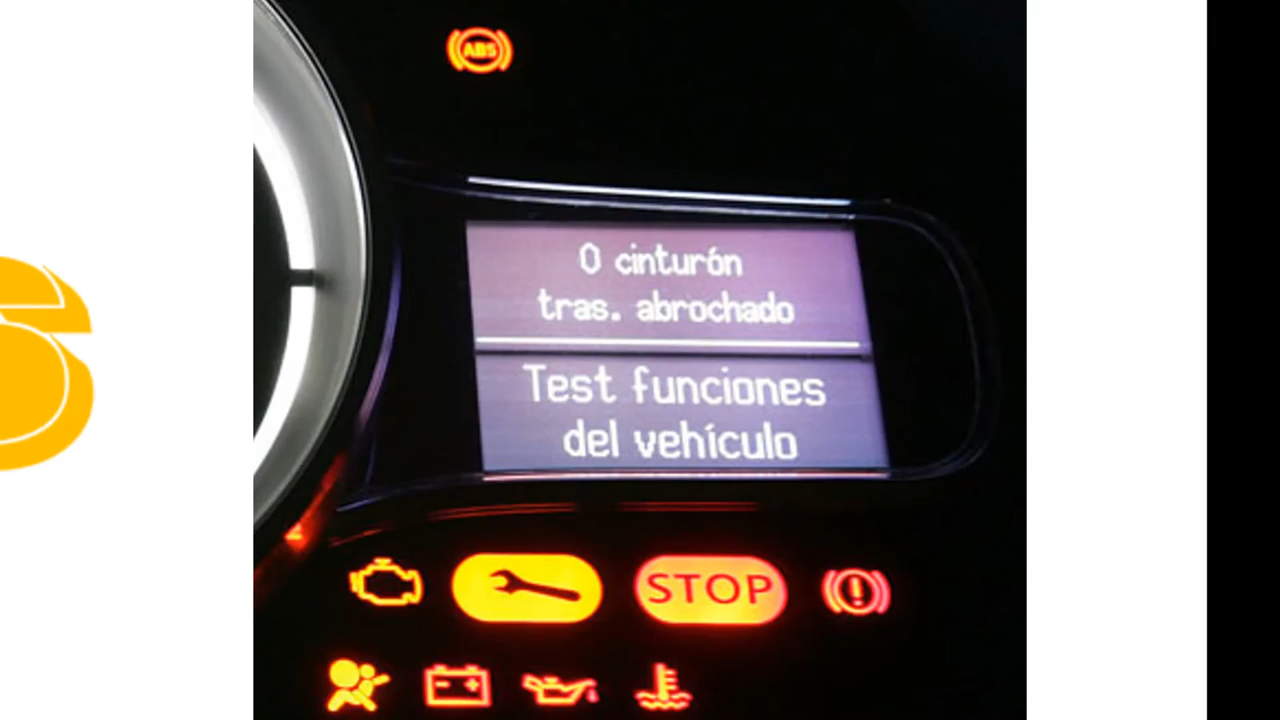 ABS
0 cinturón
tras. abrochado
Test funciones
del vehículo
STOP